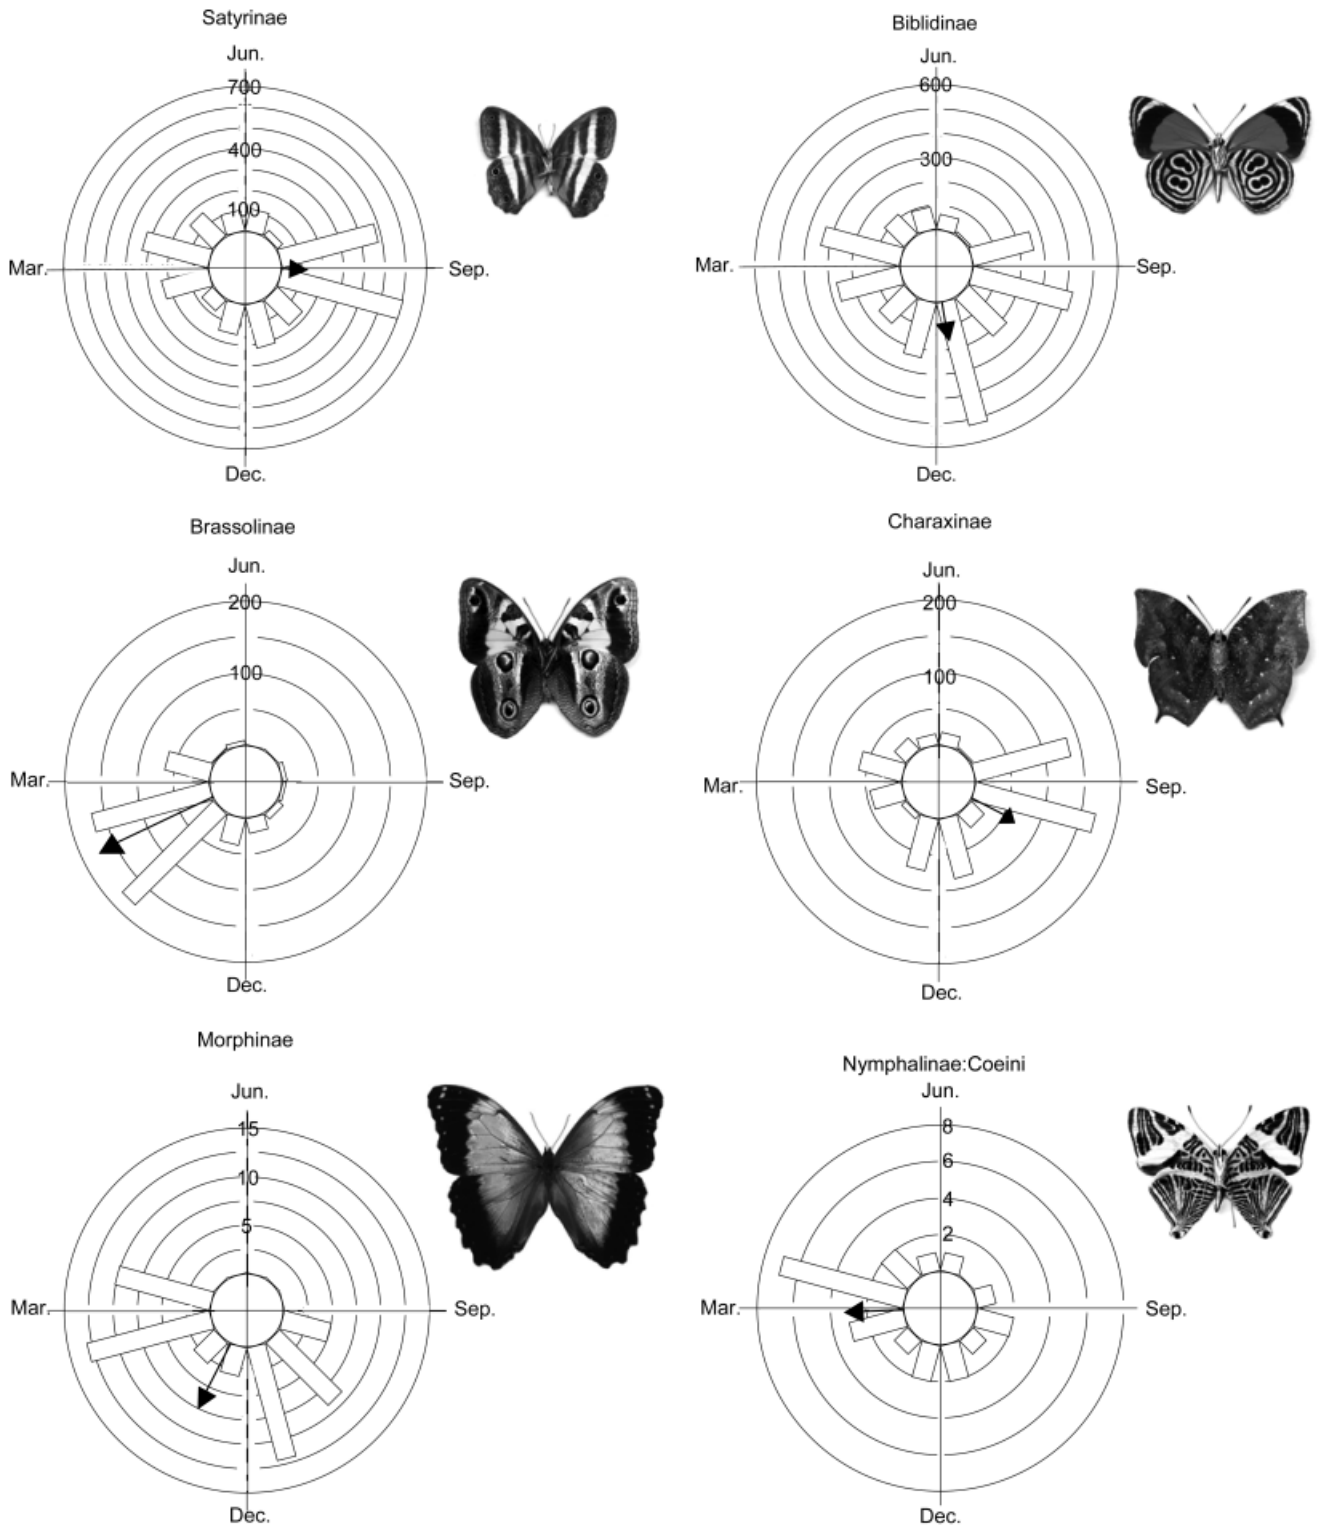 Satyrinae
Jun.
700
400
100
Mar.
Sep.
Dec.
Biblidinae
Jun.
600
300
Mar.
Sep.
Dec.
Brassolinae
Jun.
200
100
Mar.
Sep.
Dec.
Charaxinae
Jun.
200
100
Mar.
Sep.
Dec.
Morphinae
Jun.
15
10
5
Mar.
Sep.
Dec.
Nymphalinae:Coeini
Jun.
8
6
4
2
Mar.
Sep.
Dec.